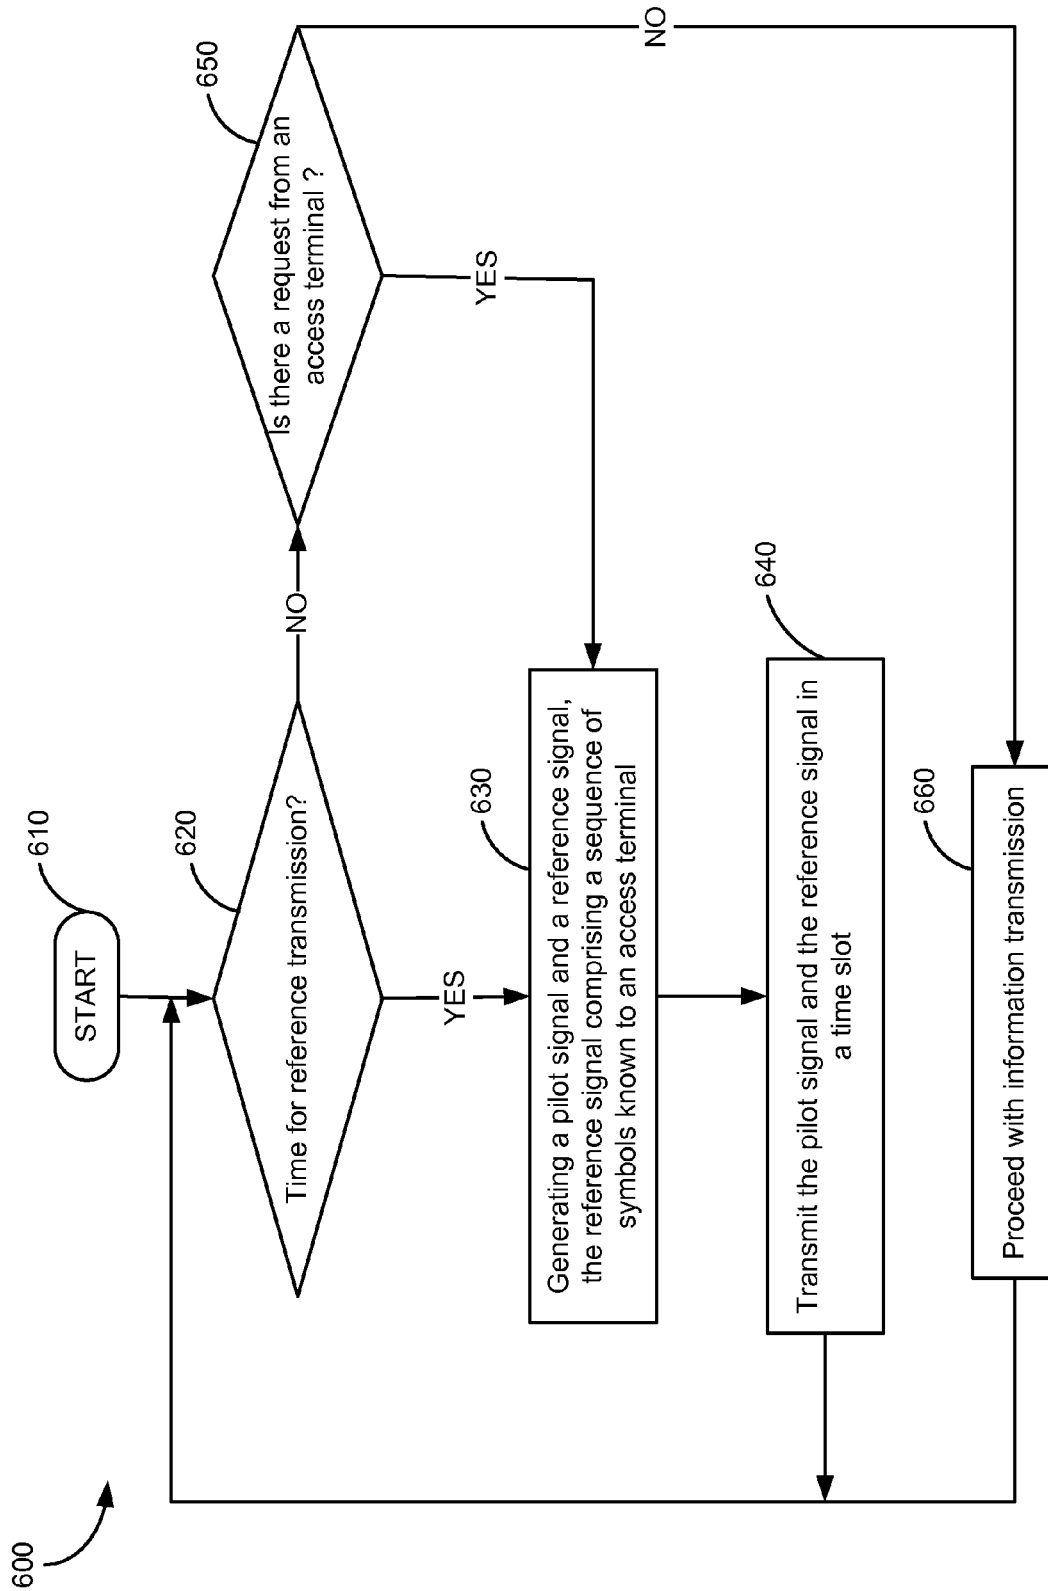 600
START
610
Time for reference transmission?
620
NO
Is there a request from an
access terminal ?
650
YES
YES
NO
Generating a pilot signal and a reference signal,
the reference signal comprising a sequence of
symbols known to an access terminal
630
Transmit the pilot signal and the reference signal in
a time slot
640
Proceed with information transmission
660